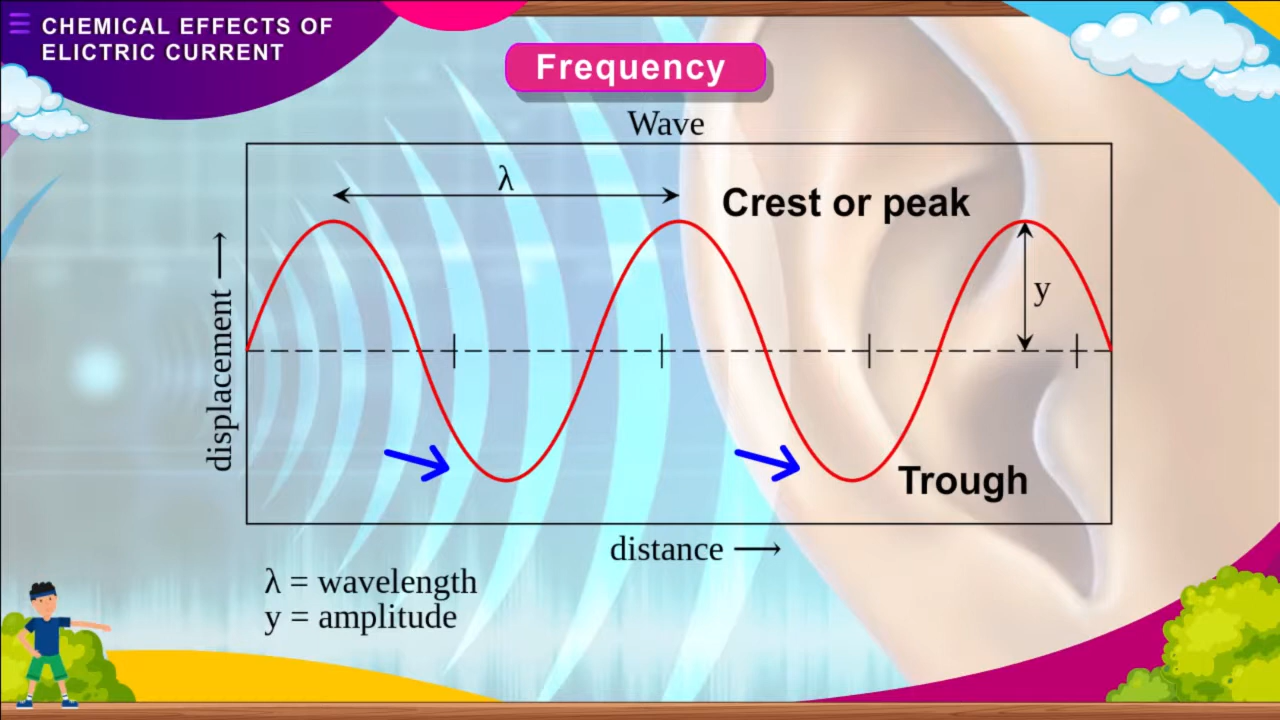 CHEMICAL EFFECTS OF
ELICTRIC CURRENT
Frequency
Wave
λ
Crest or peak
y
displacement
Trough
distance
λ = wavelength
y = amplitude